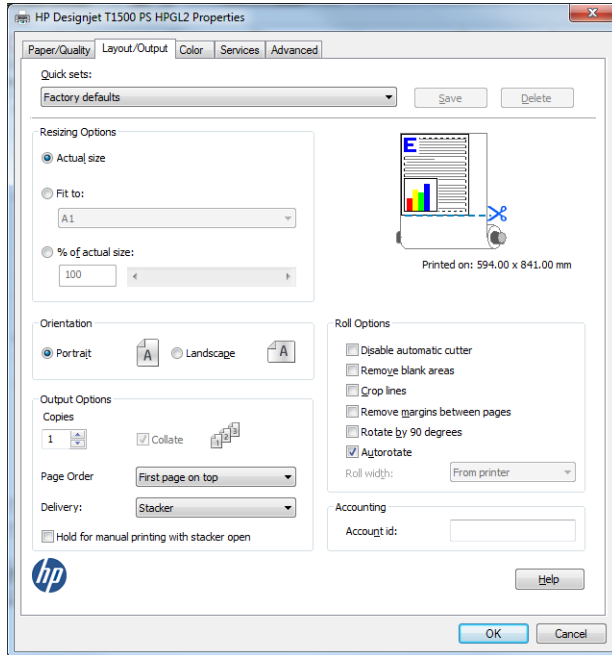 HP Designjet T1500 PS HPGL2 Properties
Paper/Quality Layout/Output Color Services Advanced
Quick sets:
Factory defaults Save Delete
Resizing Options
Actual size
Fit to:
A1
% of actual size:
100
E
Printed on: 594.00 x 841.00 mm
Orientation
Portrait A Landscape A
Output Options
Copies
1 Collate 1 2 3
Page Order First page on top
Delivery: Stacker
Hold for manual printing with stacker open
Roll Options
Disable automatic cutter
Remove blank areas
Crop lines
Remove margins between pages
Rotate by 90 degrees
Autorotate
Roll width: From printer
Accounting
Account id:
hp
Help
OK Cancel